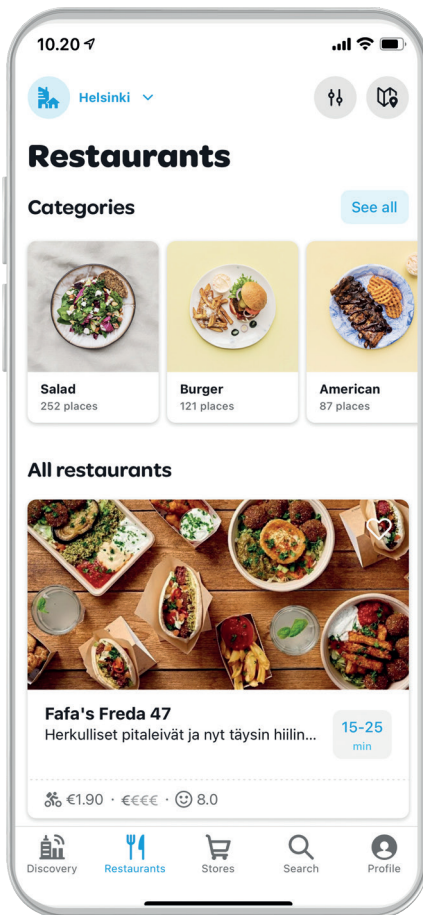 10.20
Helsinki
Restaurants
Categories
See all
Salad
252 places
Burger
121 places
American
87 places
All restaurants
Fafa's Freda 47
Herkulliset pitaleivät ja nyt täysin hiilin...
15-25
min
€1.90 · €€€€ · 8.0
Discovery
Restaurants
Stores
Search
Profile